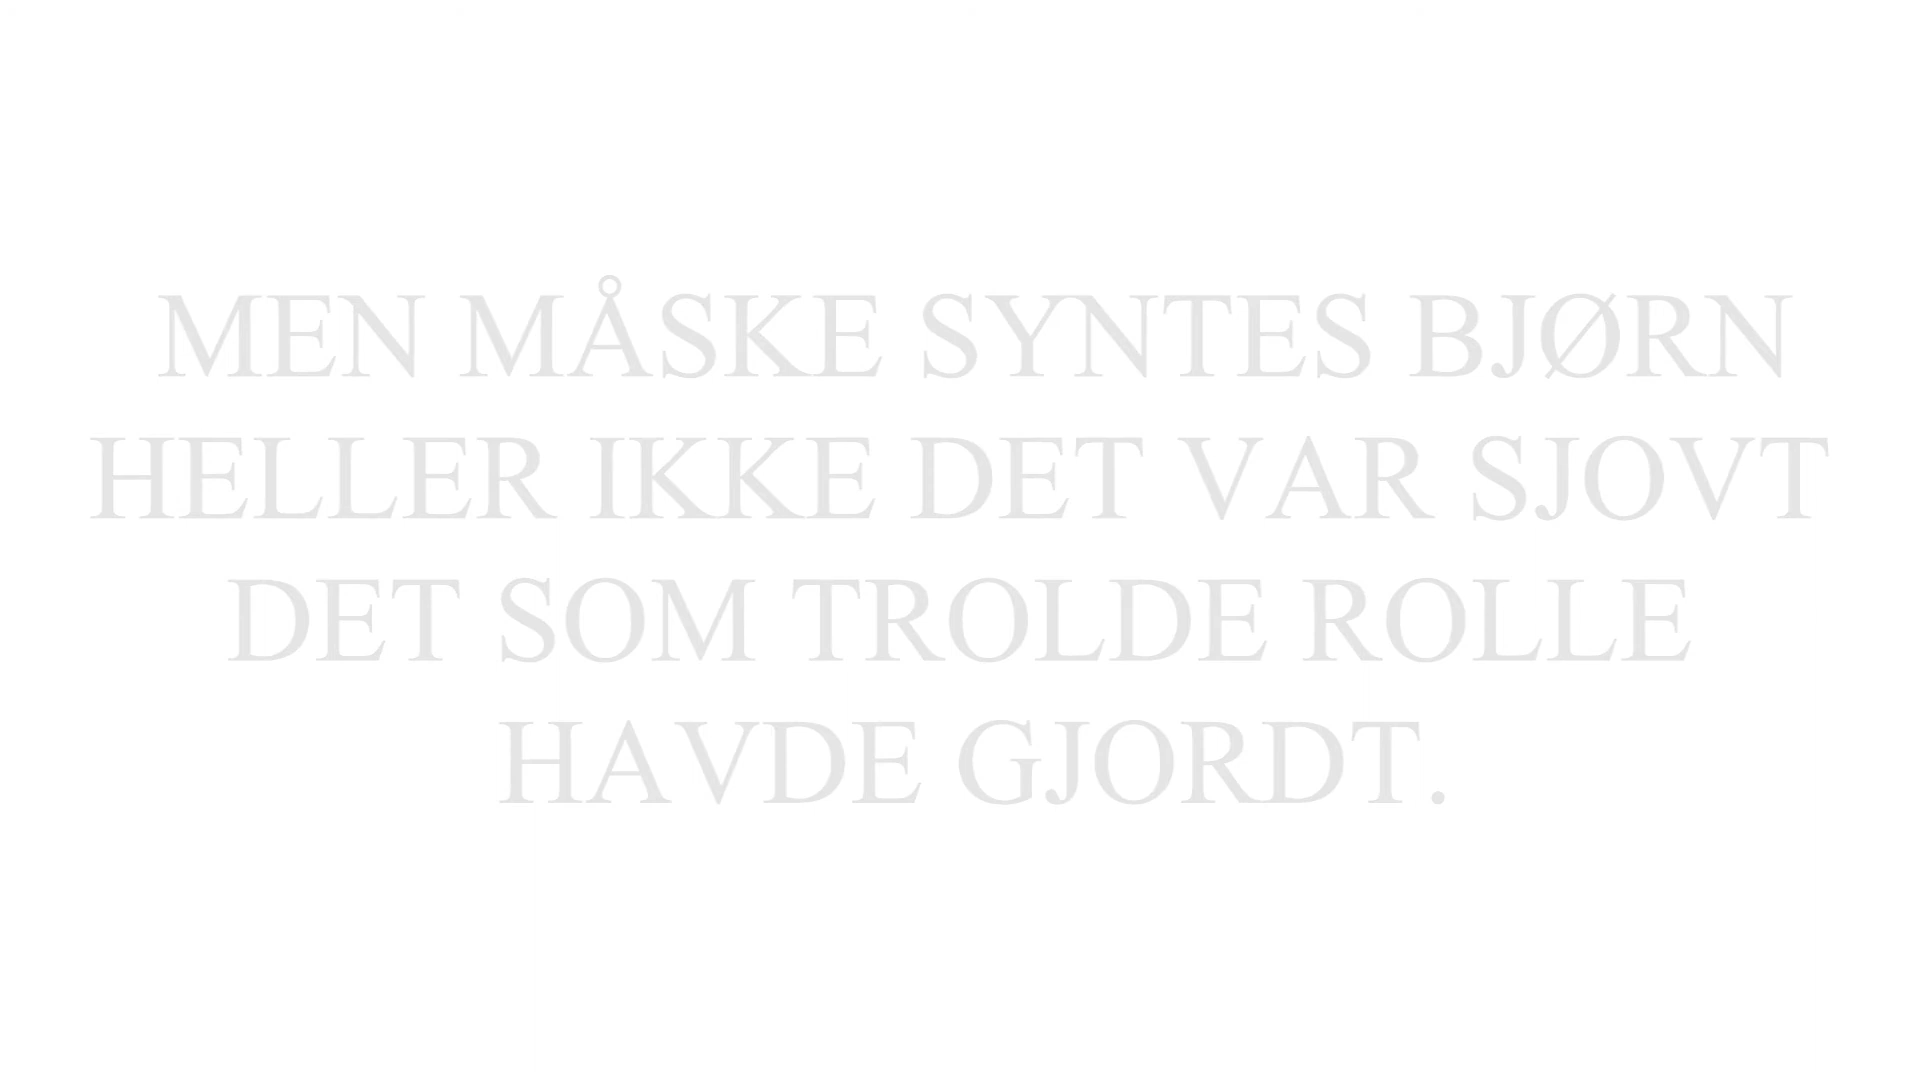 MEN MÅSKE SYNTES BJØRN
HELLER IKKE DET VAR SJOVT
DET SOM TROLDE ROLLE
HAVDE GJORDT.